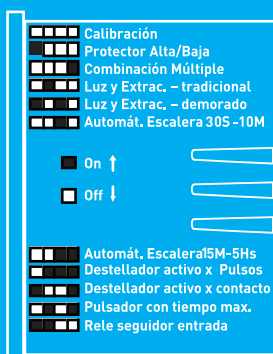 Calibración
Protector Alta/Baja
Combinación Múltiple
Luz y Extrac. – tradicional
Luz y Extrac. – demorado
Automát. Escalera 30S -10M
On ↑
Off ↓
Automát. Escalera15M-5Hs
Destellador activo x Pulsos
Destellador activo x contacto
Pulsador con tiempo max.
Rele seguidor entrada